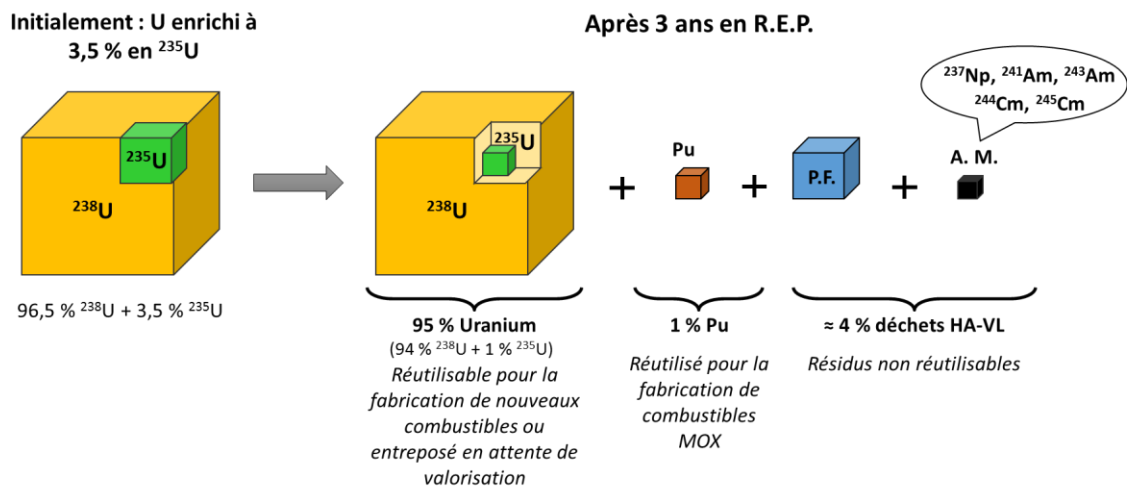 Initialement : U enrichi à
3,5 % en ²³⁵U
Après 3 ans en R.E.P.
²³⁷Np, ²⁴¹Am, ²⁴³Am
²⁴⁴Cm, ²⁴⁵Cm
²³⁵U
²³⁸U
²³⁵U
²³⁸U
+
Pu
+
P.F.
+
A. M.
96,5 % ²³⁸U + 3,5 % ²³⁵U
95 % Uranium
(94 % ²³⁸U + 1 % ²³⁵U)
Réutilisable pour la
fabrication de nouveaux
combustibles ou
entreposé en attente de
valorisation
1 % Pu
Réutilisé pour la
fabrication de
combustibles
MOX
≈ 4 % déchets HA-VL
Résidus non réutilisables